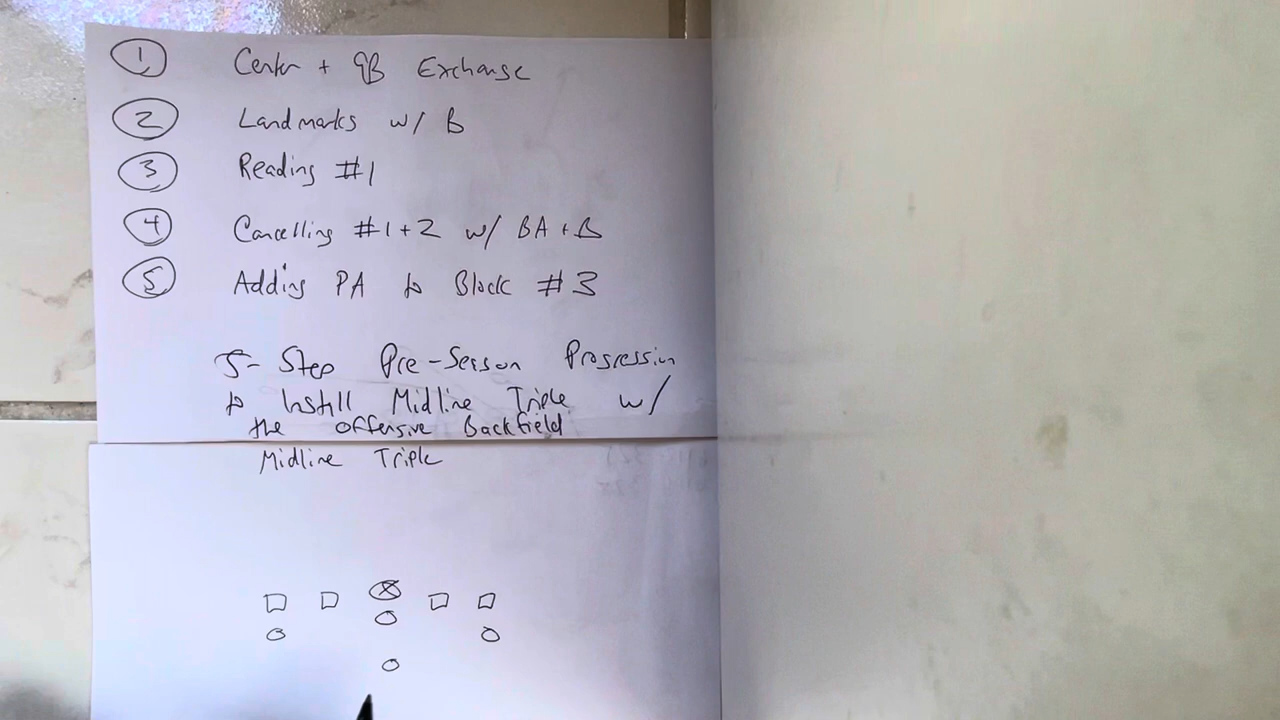 1 Center + QB Exchange
2 Landmarks w/ B
3 Reading #1
4 Cancelling #1+2 w/ BA + B
5 Adding PA to Block #3
5-Step Pre-Season Progression
to Install Midline Triple w/
the offensive Backfield
Midline Triple